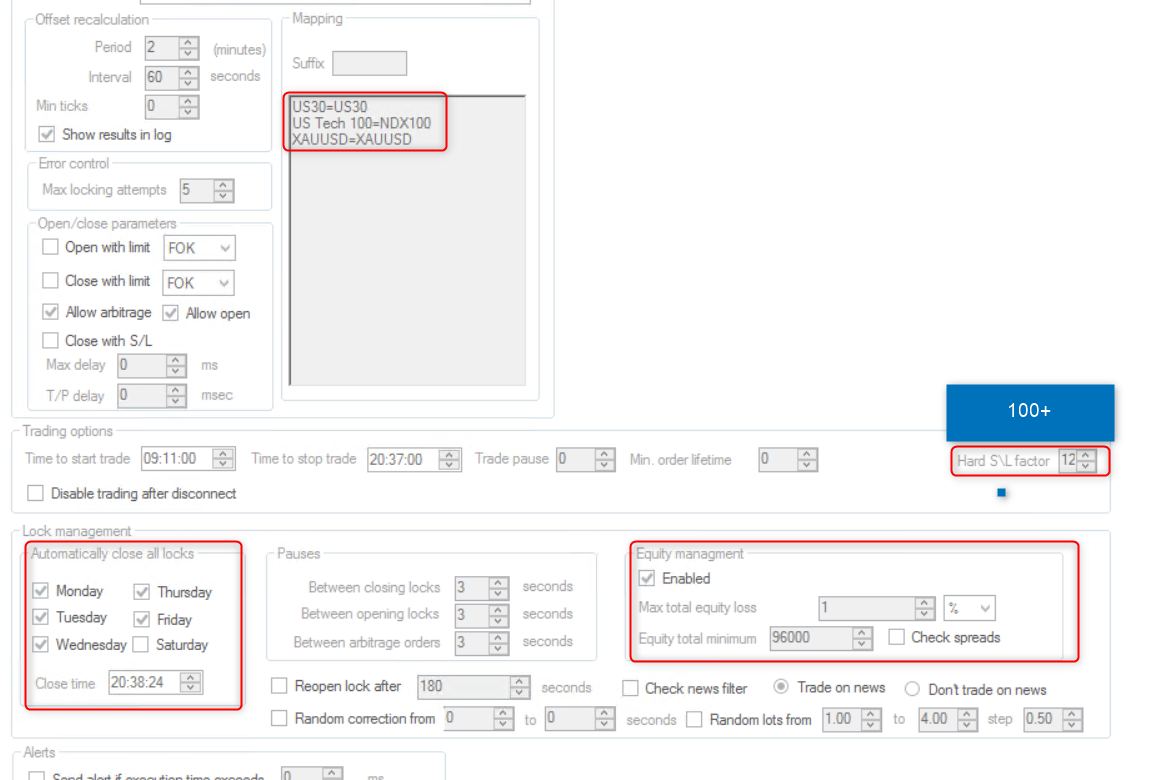 Offset recalculation
Period 2 (minutes)
Interval 60 seconds
Min ticks 0
Show results in log
Error control
Max locking attempts 5
Open/close parameters
Open with limit FOK
Close with limit FOK
Allow arbitrage Allow open
Close with S/L
Max delay 0 ms
T/P delay 0 msec
Mapping
Suffix
US30=US30
US Tech 100=NDX100
XAUUSD=XAUUSD
100+
Trading options
Time to start trade 09:11:00 Time to stop trade 20:37:00 Trade pause 0 Min. order lifetime 0 Hard S\L factor 12
Disable trading after disconnect
Lock management
Automatically close all locks
Monday Thursday
Tuesday Friday
Wednesday Saturday
Close time 20:38:24
Pauses
Between closing locks 3 seconds
Between opening locks 3 seconds
Between arbitrage orders 3 seconds
Equity managment
Enabled
Max total equity loss 1 %
Equity total minimum 96000 Check spreads
Reopen lock after 180 seconds Check news filter Trade on news Don't trade on news
Random correction from 0 to 0 seconds Random lots from 1.00 to 4.00 step 0.50
Alerts
Send alert if execution time exceeds 0 ms